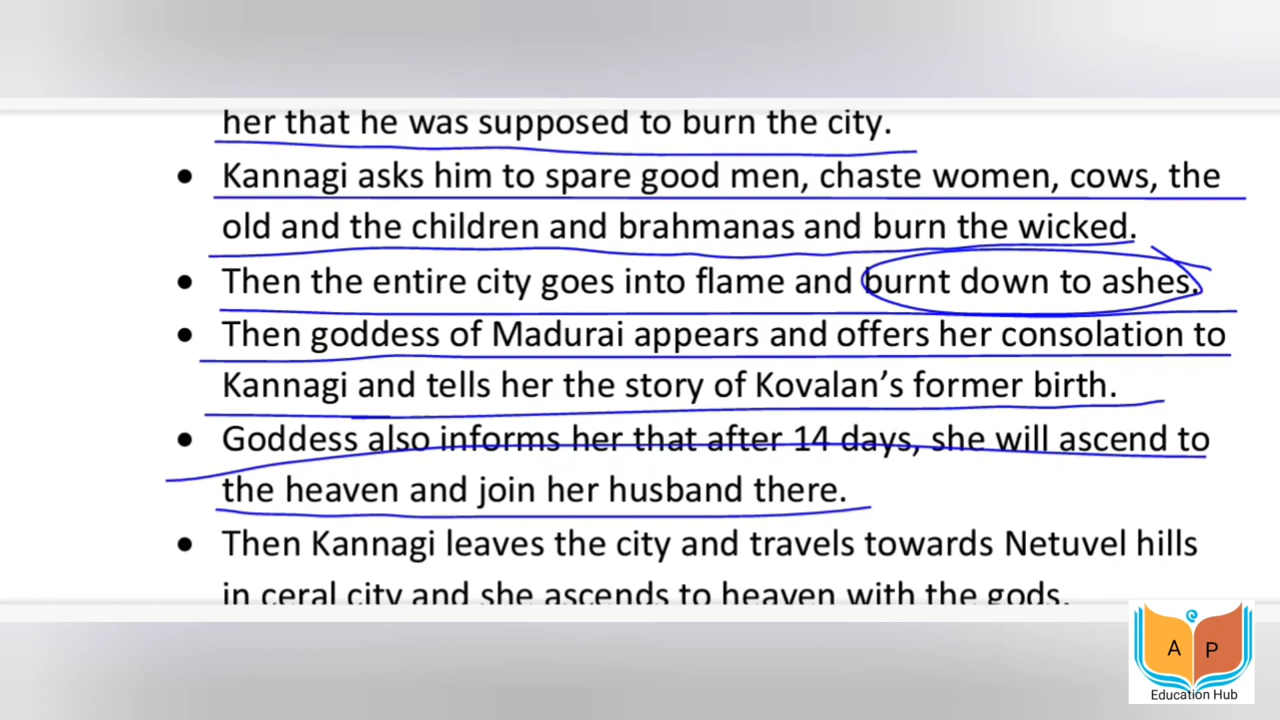 her that he was supposed to burn the city.
• Kannagi asks him to spare good men, chaste women, cows, the
old and the children and brahmanas and burn the wicked.
• Then the entire city goes into flame and burnt down to ashes.
• Then goddess of Madurai appears and offers her consolation to
Kannagi and tells her the story of Kovalan’s former birth.
• Goddess also informs her that after 14 days, she will ascend to
the heaven and join her husband there.
• Then Kannagi leaves the city and travels towards Netuvel hills
in ceral city and she ascends to heaven with the gods.
A P
Education Hub